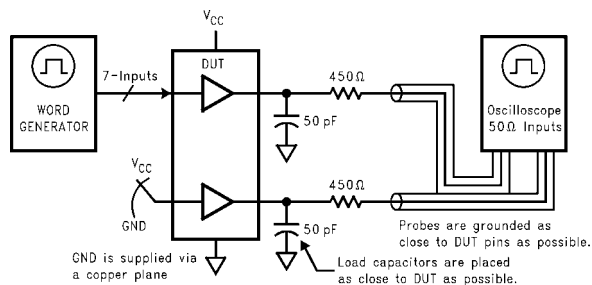 VCC
DUT
7-Inputs
WORD
GENERATOR
450Ω
50 pF
Oscilloscope
50Ω Inputs
VCC
GND
450Ω
50 pF
Probes are grounded as
close to DUT pins as possible.
GND is supplied via
a copper plane
Load capacitors are placed
as close to DUT as possible.